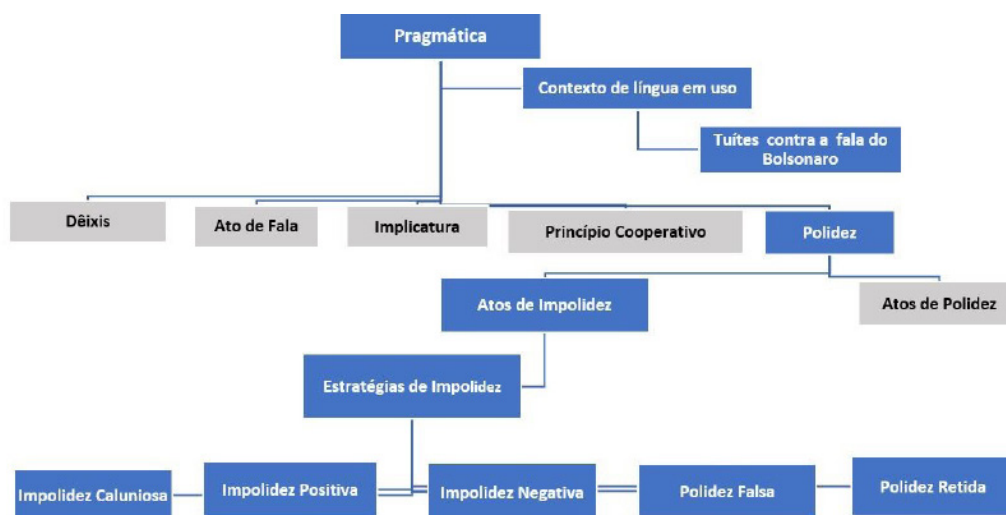 Pragmática
Contexto de língua em uso
Tuítes contra a fala do
Bolsonaro
Dêixis
Ato de Fala
Implicatura
Princípio Cooperativo
Polidez
Atos de Impolidez
Atos de Polidez
Estratégias de Impolidez
Impolidez Caluniosa
Impolidez Positiva
Impolidez Negativa
Polidez Falsa
Polidez Retida